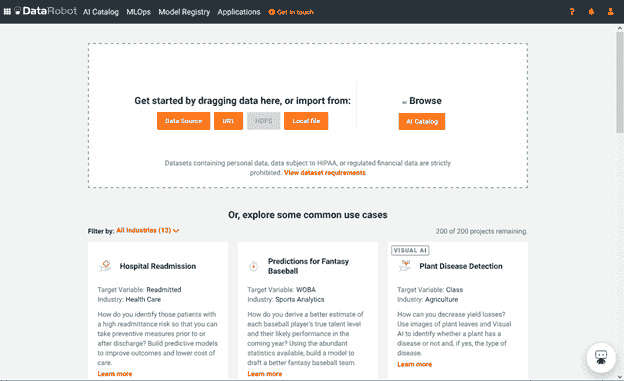 DataRobot AI Catalog MLOps Model Registry Applications Get in touch ?
Get started by dragging data here, or import from:
Data Source URL HDFS Local file
Browse
AI Catalog
Datasets containing personal data, data subject to HIPAA, or regulated financial data are strictly
prohibited. View dataset requirements
Or, explore some common use cases
Filter by: All Industries (13)
200 of 200 projects remaining.
Hospital Readmission
Target Variable: Readmitted
Industry: Health Care
How do you identify those patients with
a high readmittance risk so that you can
take preventive measures prior to or
after discharge? Build predictive models
to improve outcomes and lower cost of
care.
Learn more
Predictions for Fantasy
Baseball
Target Variable: WOBA
Industry: Sports Analytics
How do you derive a better estimate of
each baseball player's true talent level
and their likely performance in the
coming year? Using the abundant
statistics available, build a model to
draft a better fantasy baseball team.
Learn more
VISUAL AI
Plant Disease Detection
Target Variable: Class
Industry: Agriculture
How can you decrease yield losses?
Use images of plant leaves and Visual
AI to identify whether a plant has a
disease or not and, if yes, the type of
disease.
Learn more